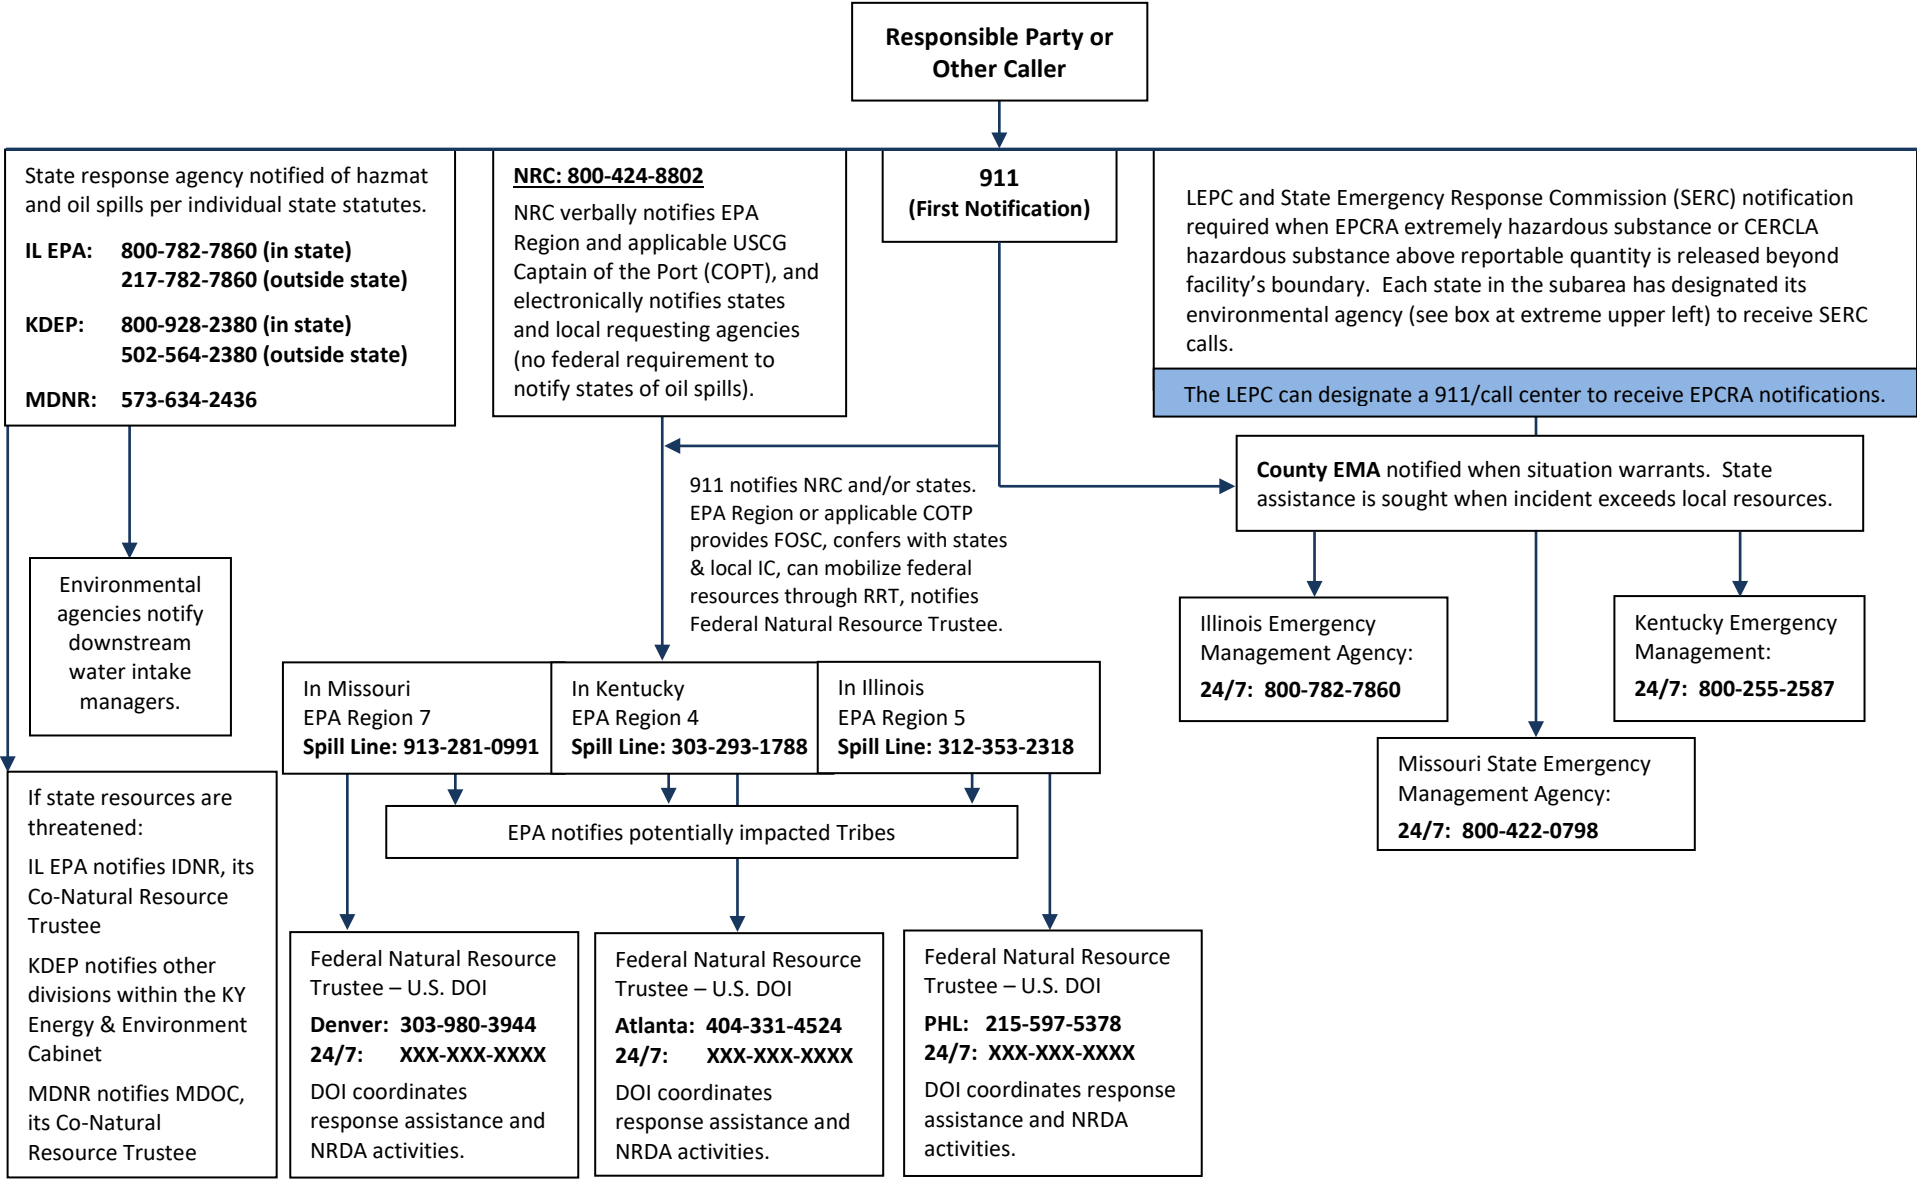 Responsible Party or
Other Caller
State response agency notified of hazmat
and oil spills per individual state statutes.
IL EPA: 800-782-7860 (in state)
217-782-7860 (outside state)
KDEP: 800-928-2380 (in state)
502-564-2380 (outside state)
MDNR: 573-634-2436
NRC: 800-424-8802
NRC verbally notifies EPA
Region and applicable USCG
Captain of the Port (COPT), and
electronically notifies states
and local requesting agencies
(no federal requirement to
notify states of oil spills).
911
(First Notification)
LEPC and State Emergency Response Commission (SERC) notification
required when EPCRA extremely hazardous substance or CERCLA
hazardous substance above reportable quantity is released beyond
facility’s boundary.  Each state in the subarea has designated its
environmental agency (see box at extreme upper left) to receive SERC
calls.
The LEPC can designate a 911/call center to receive EPCRA notifications.
County EMA notified when situation warrants.  State
assistance is sought when incident exceeds local resources.
911 notifies NRC and/or states.
EPA Region or applicable COTP
provides FOSC, confers with states
& local IC, can mobilize federal
resources through RRT, notifies
Federal Natural Resource Trustee.
Environmental
agencies notify
downstream
water intake
managers.
Illinois Emergency
Management Agency:
24/7:  800-782-7860
Kentucky Emergency
Management:
24/7:  800-255-2587
Missouri State Emergency
Management Agency:
24/7:  800-422-0798
In Missouri
EPA Region 7
Spill Line: 913-281-0991
In Kentucky
EPA Region 4
Spill Line: 303-293-1788
In Illinois
EPA Region 5
Spill Line: 312-353-2318
EPA notifies potentially impacted Tribes
If state resources are
threatened:
IL EPA notifies IDNR, its
Co-Natural Resource
Trustee
KDEP notifies other
divisions within the KY
Energy & Environment
Cabinet
MDNR notifies MDOC,
its Co-Natural
Resource Trustee
Federal Natural Resource
Trustee – U.S. DOI
Denver:  303-980-3944
24/7:  XXX-XXX-XXXX
DOI coordinates
response assistance and
NRDA activities.
Federal Natural Resource
Trustee – U.S. DOI
Atlanta:  404-331-4524
24/7:  XXX-XXX-XXXX
DOI coordinates
response assistance and
NRDA activities.
Federal Natural Resource
Trustee – U.S. DOI
PHL:  215-597-5378
24/7:  XXX-XXX-XXXX
DOI coordinates response
assistance and NRDA
activities.